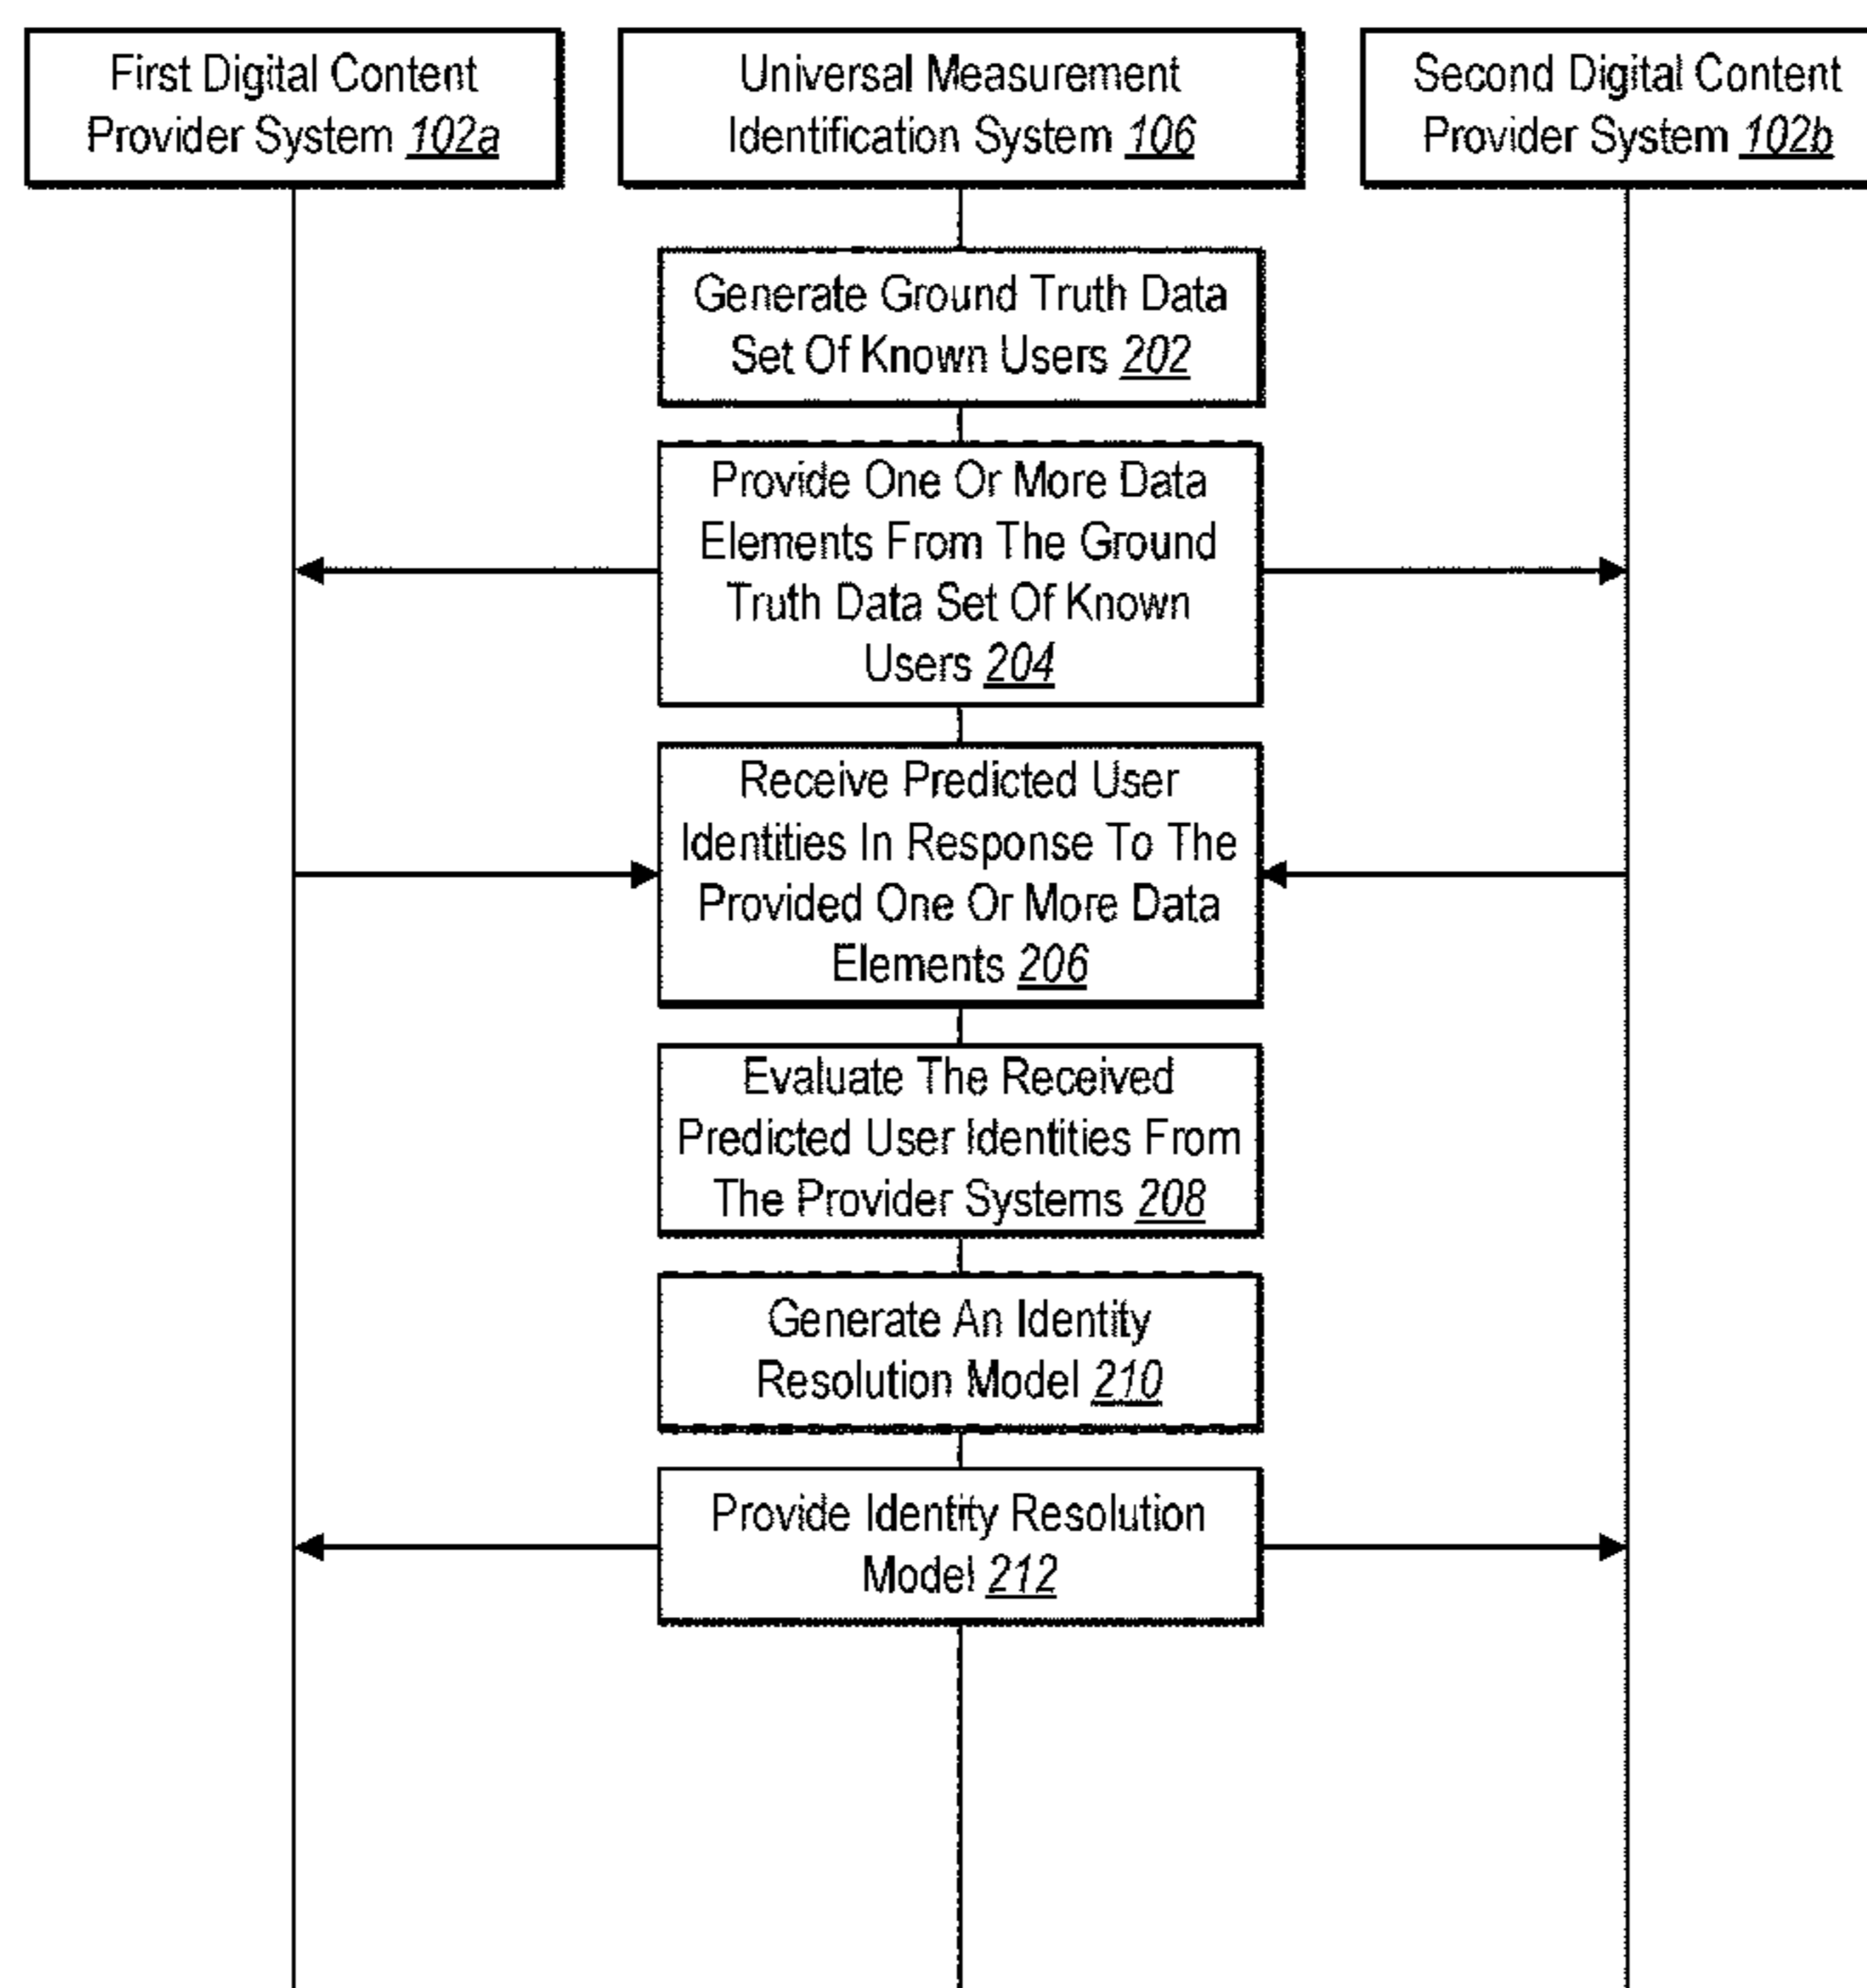 First Digital Content
Provider System 102a
Universal Measurement
Identification System 106
Second Digital Content
Provider System 102b
Generate Ground Truth Data
Set Of Known Users 202
Provide One Or More Data
Elements From The Ground
Truth Data Set Of Known
Users 204
Receive Predicted User
Identities In Response To The
Provided One Or More Data
Elements 206
Evaluate The Received
Predicted User Identities From
The Provider Systems 208
Generate An Identity
Resolution Model 210
Provide Identity Resolution
Model 212